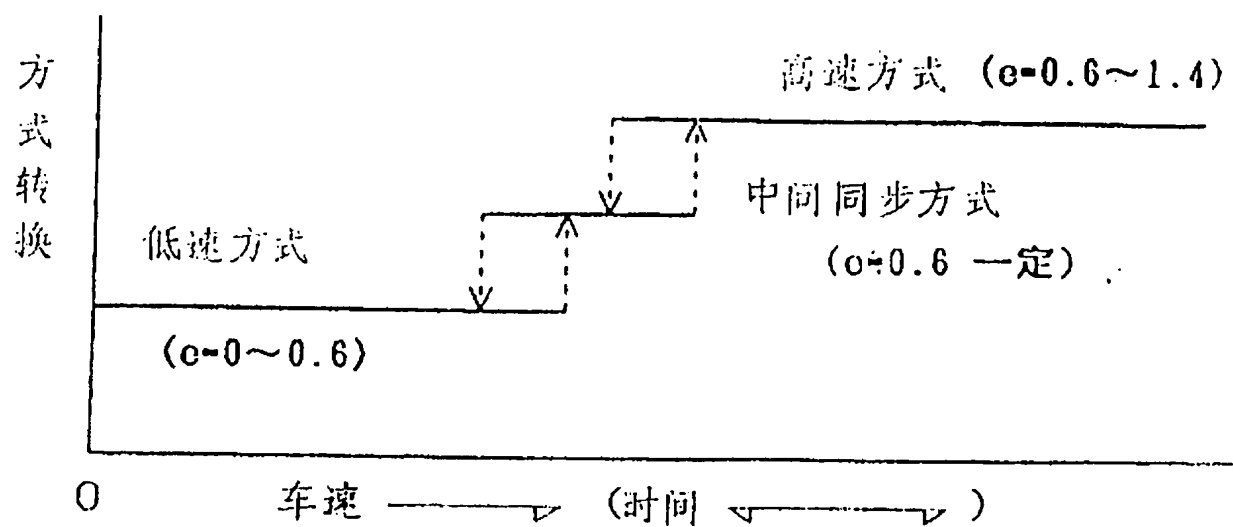 方式转换
高速方式 (e=0.6～1.4)
中间同步方式
(e=0.6 一定)
低速方式
(e=0～0.6)
O 车速 (时间 )